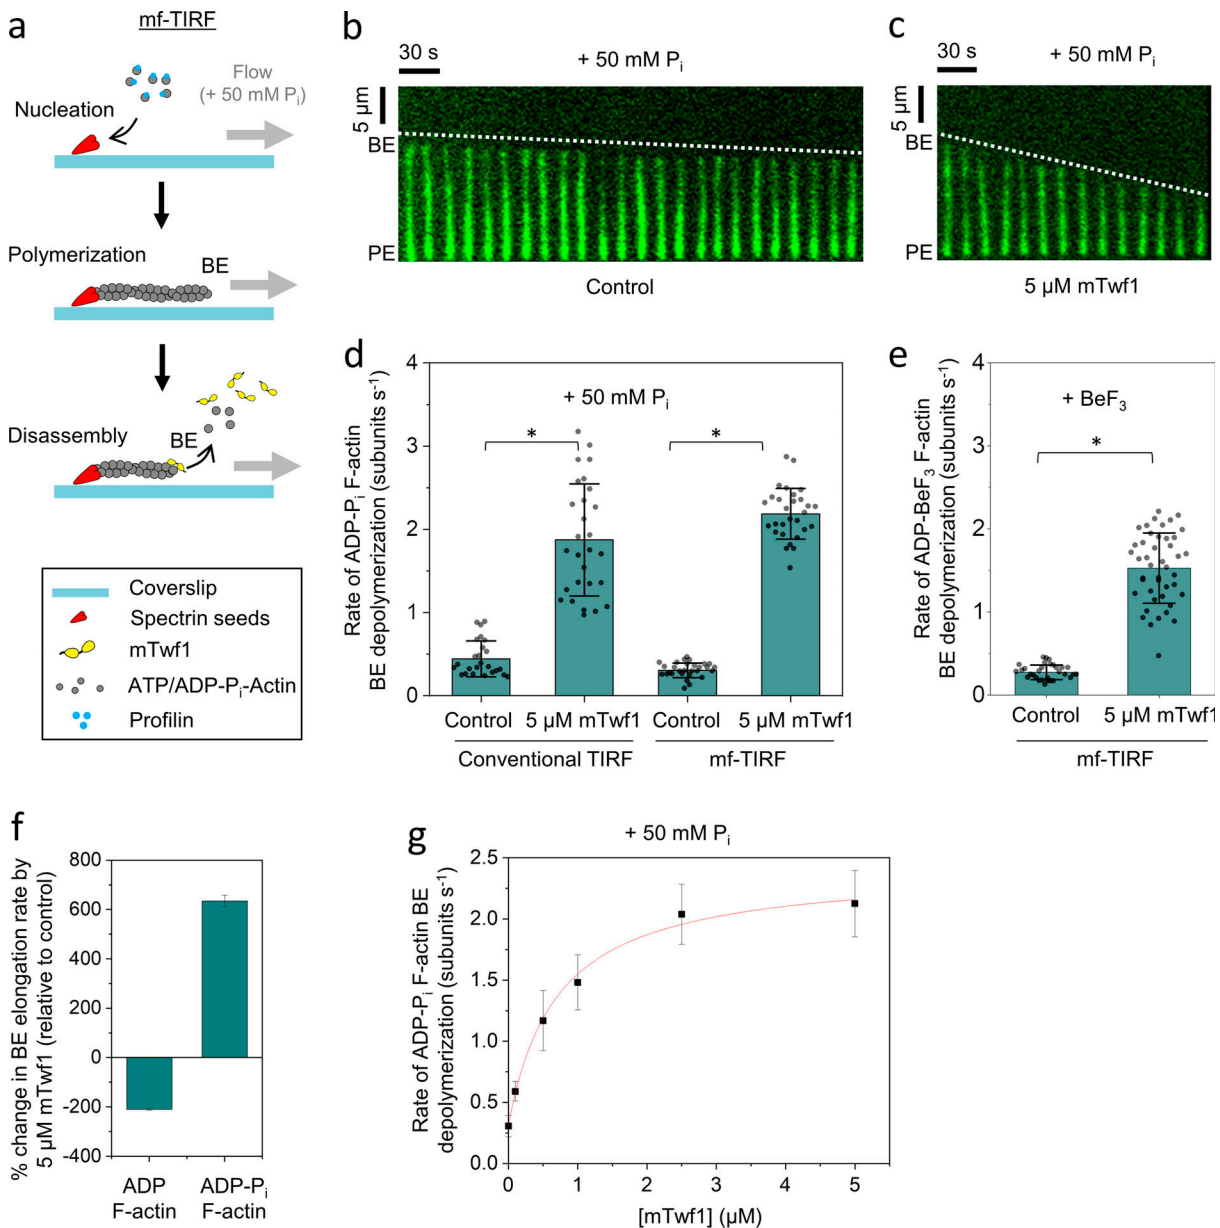 a
mf-TIRF
Flow
(+ 50 mM Pi)
Nucleation
Polymerization
BE
Disassembly
BE
Coverslip
Spectrin seeds
mTwf1
ATP/ADP-Pi-Actin
Profilin
b
30 s
+ 50 mM Pi
5 µm
BE
PE
Control
c
30 s
+ 50 mM Pi
5 µm
BE
PE
5 µM mTwf1
d
Rate of ADP-Pi F-actin
BE depolymerization (subunits s-1)
4
3
2
1
0
+ 50 mM Pi
*
*
Control
5 µM mTwf1
Control
5 µM mTwf1
Conventional TIRF
mf-TIRF
e
Rate of ADP-BeF3 F-actin
BE depolymerization (subunits s-1)
4
3
2
1
0
+ BeF3
*
Control
5 µM mTwf1
mf-TIRF
f
% change in BE elongation rate by
5 µM mTwf1 (relative to control)
800
600
400
200
0
-200
-400
ADP
F-actin
ADP-Pi
F-actin
g
+ 50 mM Pi
Rate of ADP-Pi F-actin BE
depolymerization (subunits s-1)
2.5
2.0
1.5
1.0
0.5
0.0
0
1
2
3
4
5
[mTwf1] (µM)